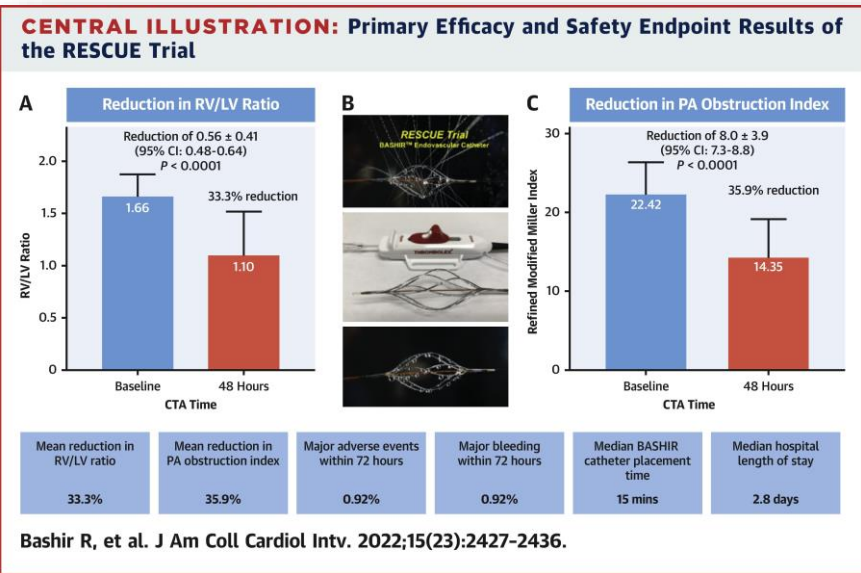 CENTRAL ILLUSTRATION: Primary Efficacy and Safety Endpoint Results of
the RESCUE Trial
A
Reduction in RV/LV Ratio
Reduction of 0.56 ± 0.41
(95% CI: 0.48-0.64)
P < 0.0001
33.3% reduction
RV/LV Ratio
2.0
1.5
1.0
0.5
0
1.66
1.10
Baseline
48 Hours
CTA Time
B
RESCUE Trial
BASHIR™ Endovascular Catheter
C
Reduction in PA Obstruction Index
Reduction of 8.0 ± 3.9
(95% CI: 7.3-8.8)
P < 0.0001
35.9% reduction
Refined Modified Miller Index
30
20
10
0
22.42
14.35
Baseline
48 Hours
CTA Time
Mean reduction in
RV/LV ratio
33.3%
Mean reduction in
PA obstruction index
35.9%
Major adverse events
within 72 hours
0.92%
Major bleeding
within 72 hours
0.92%
Median BASHIR
catheter placement
time
15 mins
Median hospital
length of stay
2.8 days
Bashir R, et al. J Am Coll Cardiol Intv. 2022;15(23):2427–2436.